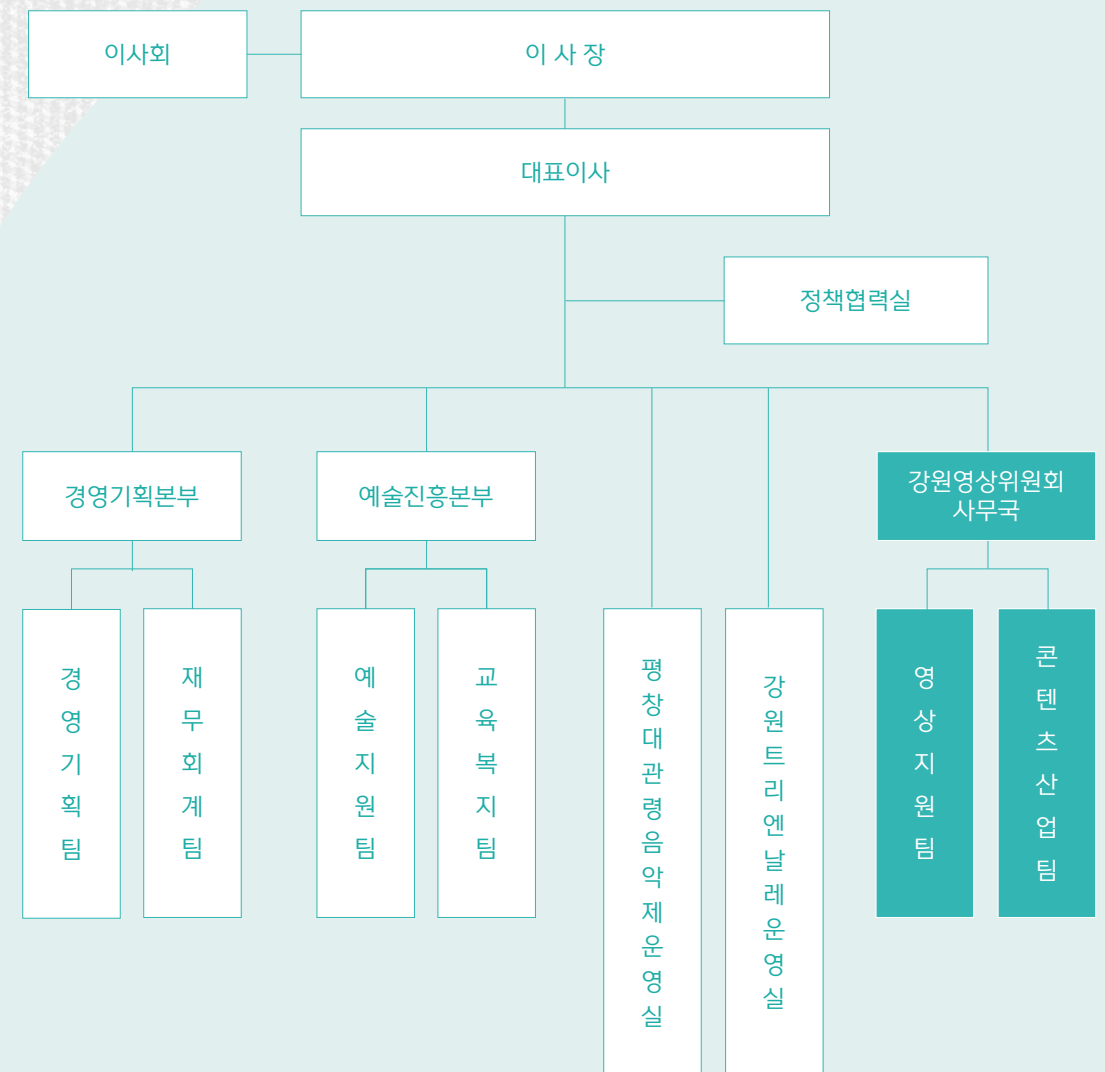 이사회
이 사 장
대표이사
정책협력실
경영기획본부
예술진흥본부
강원영상위원회
사무국
경영기획팀
재무회계팀
예술지원팀
교육복지팀
평창대관령음악제운영실
강원트리엔날레운영실
영상지원팀
콘텐츠산업팀